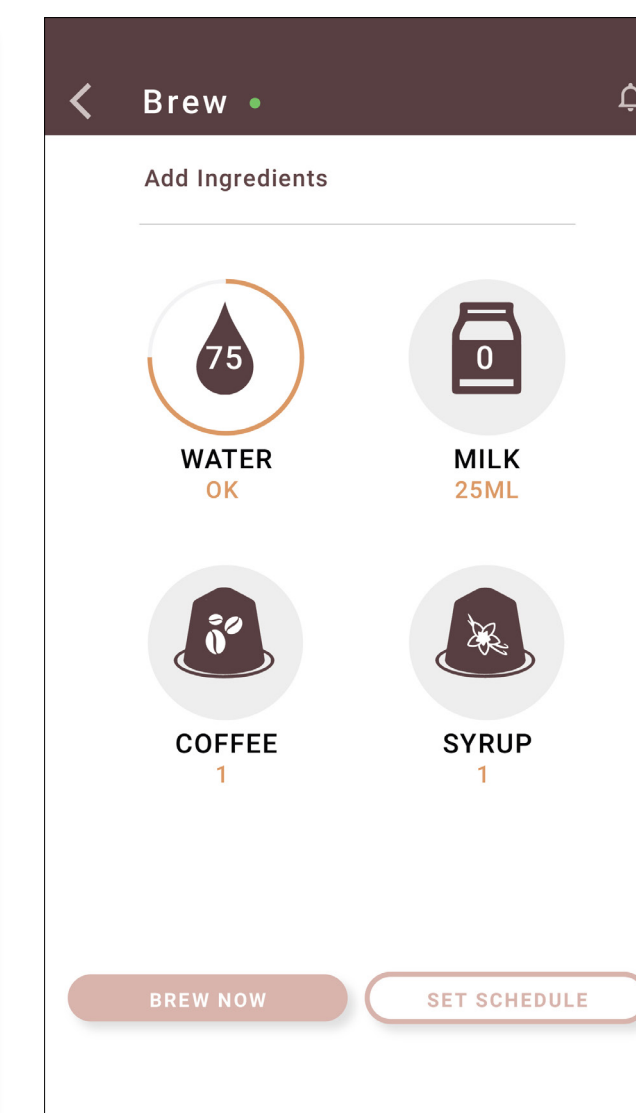 Brew
Add Ingredients
75
0
WATER
MILK
OK
25ML
COFFEE
SYRUP
1
1
BREW NOW
SET SCHEDULE